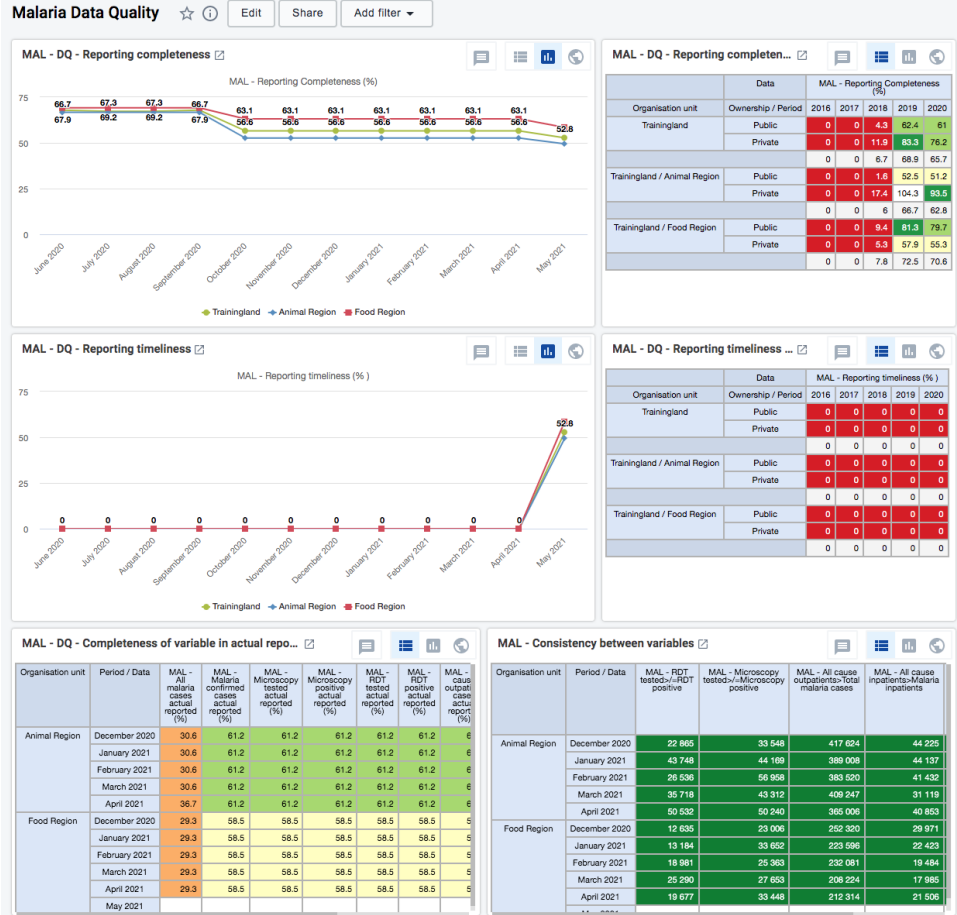 Malaria Data Quality Edit Share Add filter
MAL - DQ - Reporting completeness
MAL - Reporting Completeness (%)
75
50
25
0
66.7 67.3 67.3 66.7 63.1 63.1 63.1 63.1 63.1 63.1 63.1
67.9 69.2 69.2 67.9 56.6 56.6 56.6 56.6 56.6 56.6 56.6 52.8
June 2020 July 2020 August 2020 September 2020 October 2020 November 2020 December 2020 January 2021 February 2021 March 2021 April 2021 May 2021
Trainingland Animal Region Food Region
MAL - DQ - Reporting completen...
Data MAL - Reporting Completeness (%)
Organisation unit Ownership / Period 2016 2017 2018 2019 2020
Trainingland Public 0 0 4.3 62.4 61
Private 0 0 11.9 83.3 76.2
0 0 6.7 68.9 65.7
Trainingland / Animal Region Public 0 0 1.6 52.5 51.2
Private 0 0 17.4 104.3 93.5
0 0 6 66.7 62.8
Trainingland / Food Region Public 0 0 9.4 81.3 79.7
Private 0 0 5.3 57.9 55.3
0 0 7.8 72.5 70.6
MAL - DQ - Reporting timeliness
MAL - Reporting timeliness (% )
75
50
25
0
52.8
0 0 0 0 0 0 0 0 0 0 0
June 2020 July 2020 August 2020 September 2020 October 2020 November 2020 December 2020 January 2021 February 2021 March 2021 April 2021 May 2021
Trainingland Animal Region Food Region
MAL - DQ - Reporting timeliness ...
Data MAL - Reporting timeliness (% )
Organisation unit Ownership / Period 2016 2017 2018 2019 2020
Trainingland Public 0 0 0 0 0
Private 0 0 0 0 0
0 0 0 0 0
Trainingland / Animal Region Public 0 0 0 0 0
Private 0 0 0 0 0
0 0 0 0 0
Trainingland / Food Region Public 0 0 0 0 0
Private 0 0 0 0 0
0 0 0 0 0
MAL - DQ - Completeness of variable in actual repo...
Organisation unit Period / Data MAL - All malaria cases actual reported (%) MAL - Malaria confirmed cases actual reported (%) MAL - Microscopy tested actual reported (%) MAL - Microscopy positive actual reported (%) MAL - RDT tested actual reported (%) MAL - RDT positive actual reported (%) MAL -
Animal Region December 2020 30.6 61.2 61.2 61.2 61.2 61.2
January 2021 30.6 61.2 61.2 61.2 61.2 61.2
February 2021 30.6 61.2 61.2 61.2 61.2 61.2
March 2021 30.6 61.2 61.2 61.2 61.2 61.2
April 2021 36.7 61.2 61.2 61.2 61.2 61.2
Food Region December 2020 29.3 58.5 58.5 58.5 58.5 58.5
January 2021 29.3 58.5 58.5 58.5 58.5 58.5
February 2021 29.3 58.5 58.5 58.5 58.5 58.5
March 2021 29.3 58.5 58.5 58.5 58.5 58.5
April 2021 29.3 58.5 58.5 58.5 58.5 58.5
May 2021
MAL - Consistency between variables
Organisation unit Period / Data MAL - RDT tested>/=RDT positive MAL - Microscopy tested>/=Microscopy positive MAL - All cause outpatients>Total malaria cases MAL - All cause inpatients>Malaria inpatients
Animal Region December 2020 22 865 33 548 417 624 44 225
January 2021 43 748 44 169 389 008 44 137
February 2021 26 536 56 958 383 520 41 432
March 2021 35 718 43 312 409 247 31 119
April 2021 50 532 50 240 365 006 40 853
Food Region December 2020 12 635 23 006 252 320 29 971
January 2021 13 184 33 652 223 596 22 423
February 2021 18 981 25 363 232 081 19 484
March 2021 25 290 27 653 208 224 17 985
April 2021 19 677 33 448 212 314 21 506